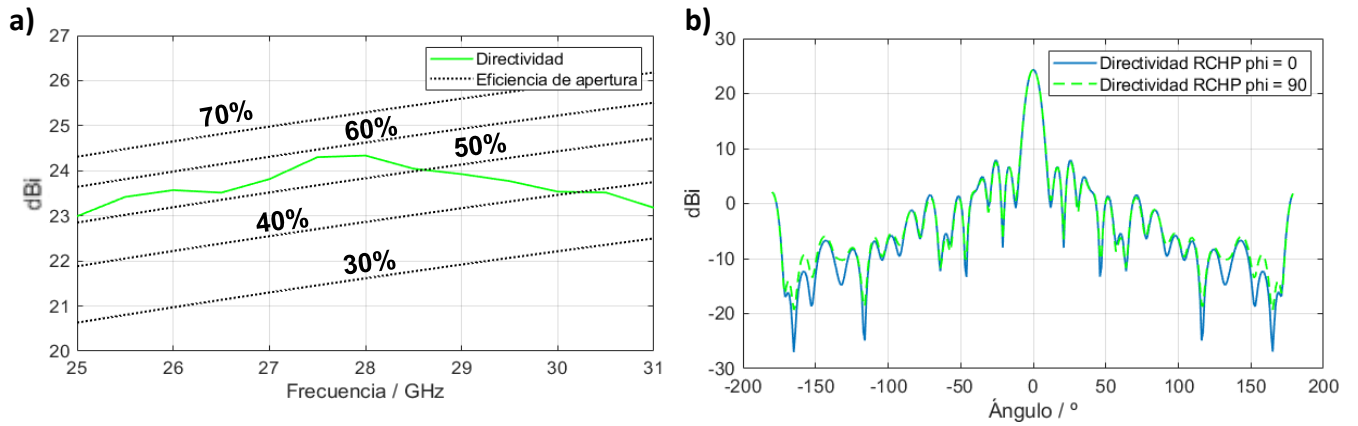 a)
27
26
25
24
23
22
21
20
dBi
Directividad
Eficiencia de apertura
70%
60%
50%
40%
30%
25 26 27 28 29 30 31
Frecuencia / GHz
b)
30
20
10
0
-10
-20
-30
dBi
Directividad RCHP phi = 0
Directividad RCHP phi = 90
-200 -150 -100 -50 0 50 100 150 200
Ángulo / º